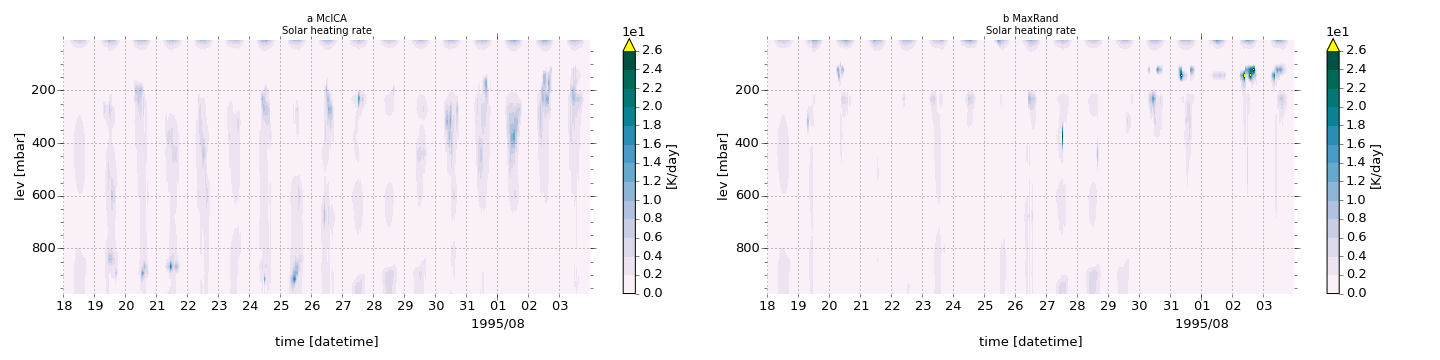 a McICA
Solar heating rate
1e1
2.6
2.4
2.2
2.0
1.8
1.6
1.4
1.2
1.0
0.8
0.6
0.4
0.2
0.0
[K/day]
200
400
600
800
lev [mbar]
18 19 20 21 22 23 24 25 26 27 28 29 30 31 01 02 03
1995/08
time [datetime]
b MaxRand
Solar heating rate
1e1
2.6
2.4
2.2
2.0
1.8
1.6
1.4
1.2
1.0
0.8
0.6
0.4
0.2
0.0
[K/day]
200
400
600
800
lev [mbar]
18 19 20 21 22 23 24 25 26 27 28 29 30 31 01 02 03
1995/08
time [datetime]